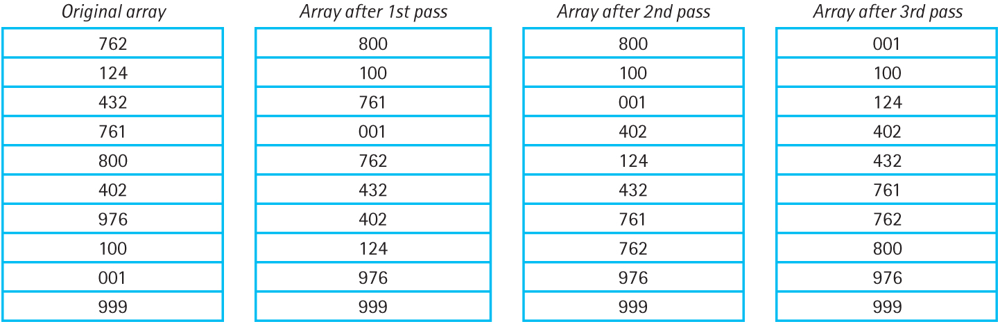 Original array Array after 1st pass Array after 2nd pass Array after 3rd pass
762 800 800 001
124 100 100 100
432 761 001 124
761 001 402 402
800 762 124 432
402 432 432 761
976 402 761 762
100 124 762 800
001 976 976 976
999 999 999 999